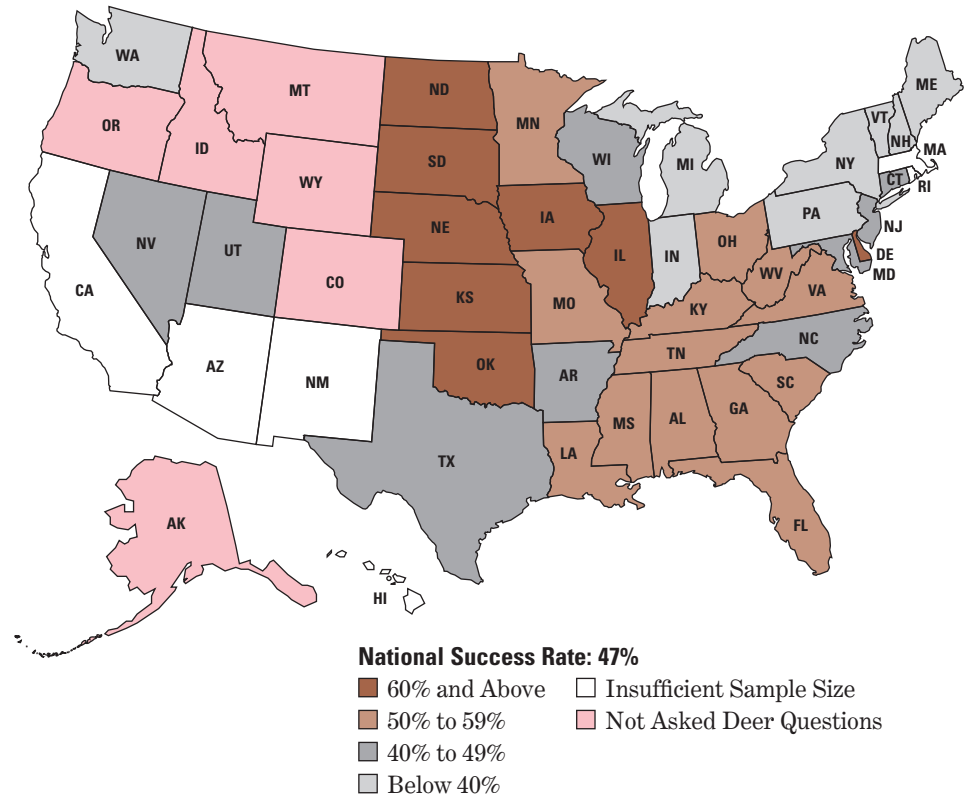 WA
MT
ND
MN
ME
VT
NH
OR
ID
SD
WI
MI
NY
MA
WY
CT
RI
NE
IA
PA
NJ
NV
UT
CO
IL
IN
OH
DE
MD
WV
VA
CA
KS
MO
KY
NC
TN
AZ
NM
OK
AR
SC
MS
AL
GA
TX
LA
FL
AK
HI
National Success Rate: 47%
60% and Above
Insufficient Sample Size
50% to 59%
Not Asked Deer Questions
40% to 49%
Below 40%